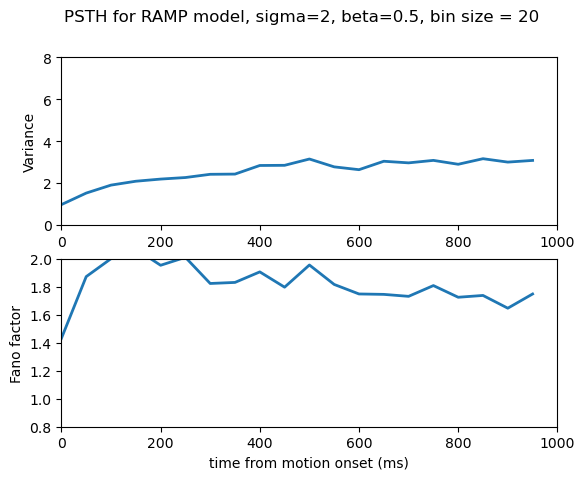 PSTH for RAMP model, sigma=2, beta=0.5, bin size = 20
8
6
4
2
0
Variance
0 200 400 600 800 1000
2.0
1.8
1.6
1.4
1.2
1.0
0.8
Fano factor
0 200 400 600 800 1000
time from motion onset (ms)